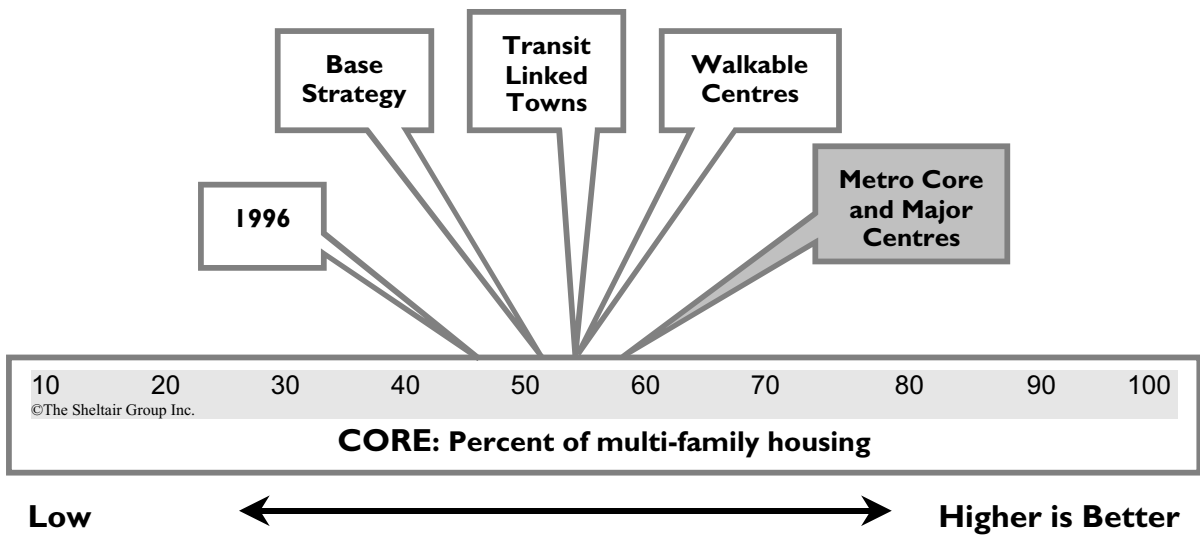 Base
Strategy
Transit
Linked
Towns
Walkable
Centres
Metro Core
and Major
Centres
1996
10 20 30 40 50 60 70 80 90 100
©The Sheltair Group Inc.
CORE: Percent of multi-family housing
Low Higher is Better